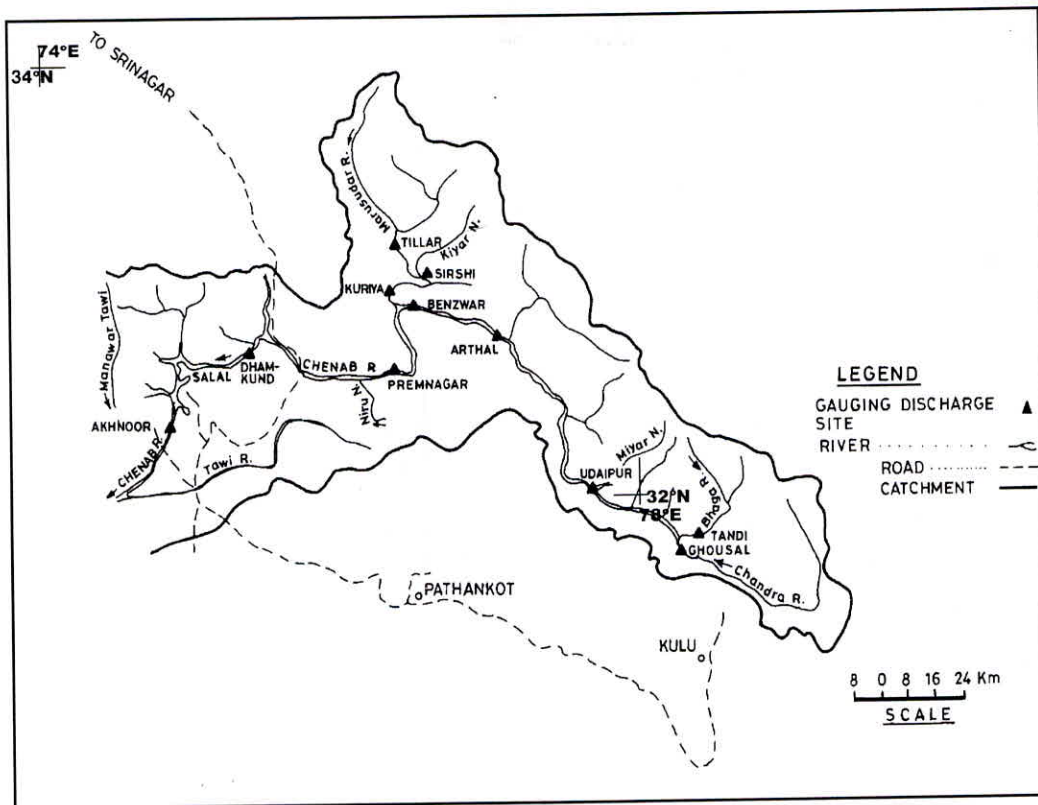 74°E
34°N
TO SRINAGAR
Marusudar R.
TILLAR
Kiyar N.
SIRSHI
KURIYA
BENZWAR
ARTHAL
Manawar Tawi
SALAL
DHAM-
KUND
CHENAB R
PREMNAGAR
Niru N.
AKHNOOR
CHENAB R.
Tawi R.
Miyar N.
UDAIPUR
32°N
78°E
Bhaga R.
TANDI
GHOUSAL
Chandra R.
PATHANKOT
KULU
LEGEND
GAUGING DISCHARGE
SITE
RIVER
ROAD
CATCHMENT
8 0 8 16 24 Km
SCALE